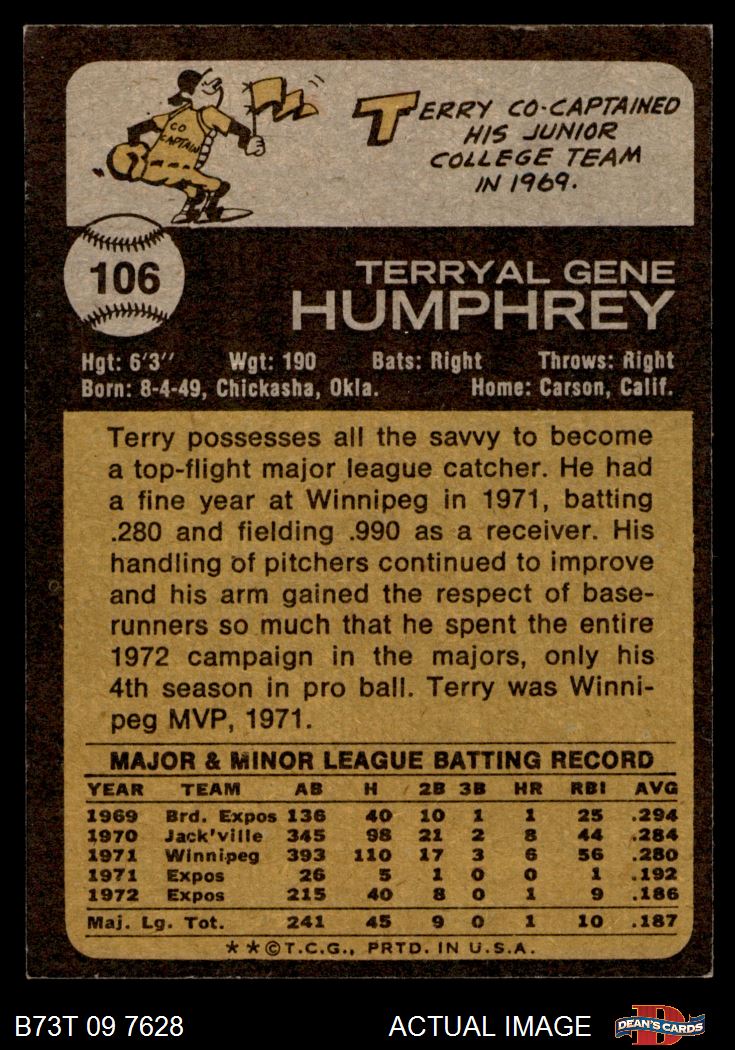 CO
CAPTAIN
TERRY CO-CAPTAINED
HIS JUNIOR
COLLEGE TEAM
IN 1969.
106
TERRYAL GENE
HUMPHREY
Hgt: 6'3" Wgt: 190 Bats: Right Throws: Right
Born: 8-4-49, Chickasha, Okla. Home: Carson, Calif.
Terry possesses all the savvy to become
a top-flight major league catcher. He had
a fine year at Winnipeg in 1971, batting
.280 and fielding .990 as a receiver. His
handling of pitchers continued to improve
and his arm gained the respect of base-
runners so much that he spent the entire
1972 campaign in the majors, only his
4th season in pro ball. Terry was Winni-
peg MVP, 1971.
MAJOR & MINOR LEAGUE BATTING RECORD
YEAR TEAM AB H 2B 3B HR RBI AVG
1969 Brd. Expos 136 40 10 1 1 25 .294
1970 Jack'ville 345 98 21 2 8 44 .284
1971 Winnipeg 393 110 17 3 6 56 .280
1971 Expos 26 5 1 0 0 1 .192
1972 Expos 215 40 8 0 1 9 .186
Maj. Lg. Tot. 241 45 9 0 1 10 .187
**©T.C.G., PRTD. IN U.S.A.
B73T 09 7628 ACTUAL IMAGE DEAN'S CARDS